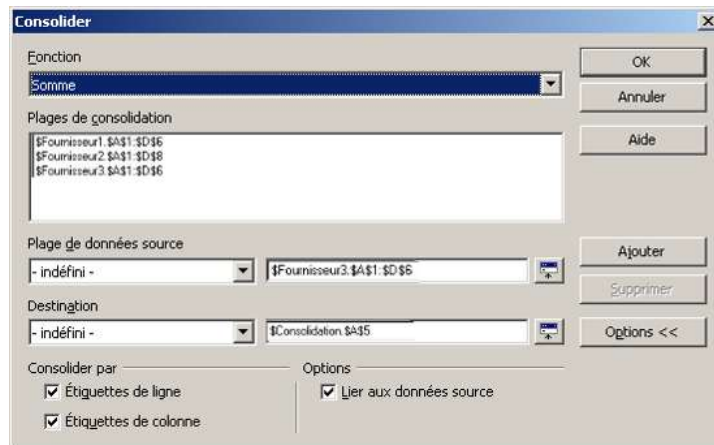 Consolider
Fonction
Somme
Plages de consolidation
$Fournisseur1.$A$1:$D$6
$Fournisseur2.$A$1:$D$8
$Fournisseur3.$A$1:$D$6
Plage de données source
- indéfini -
$Fournisseur3.$A$1:$D$6
Destination
- indéfini -
$Consolidation.$A$5
Consolider par
Étiquettes de ligne
Étiquettes de colonne
Options
Lier aux données source
OK
Annuler
Aide
Ajouter
Supprimer
Options <<